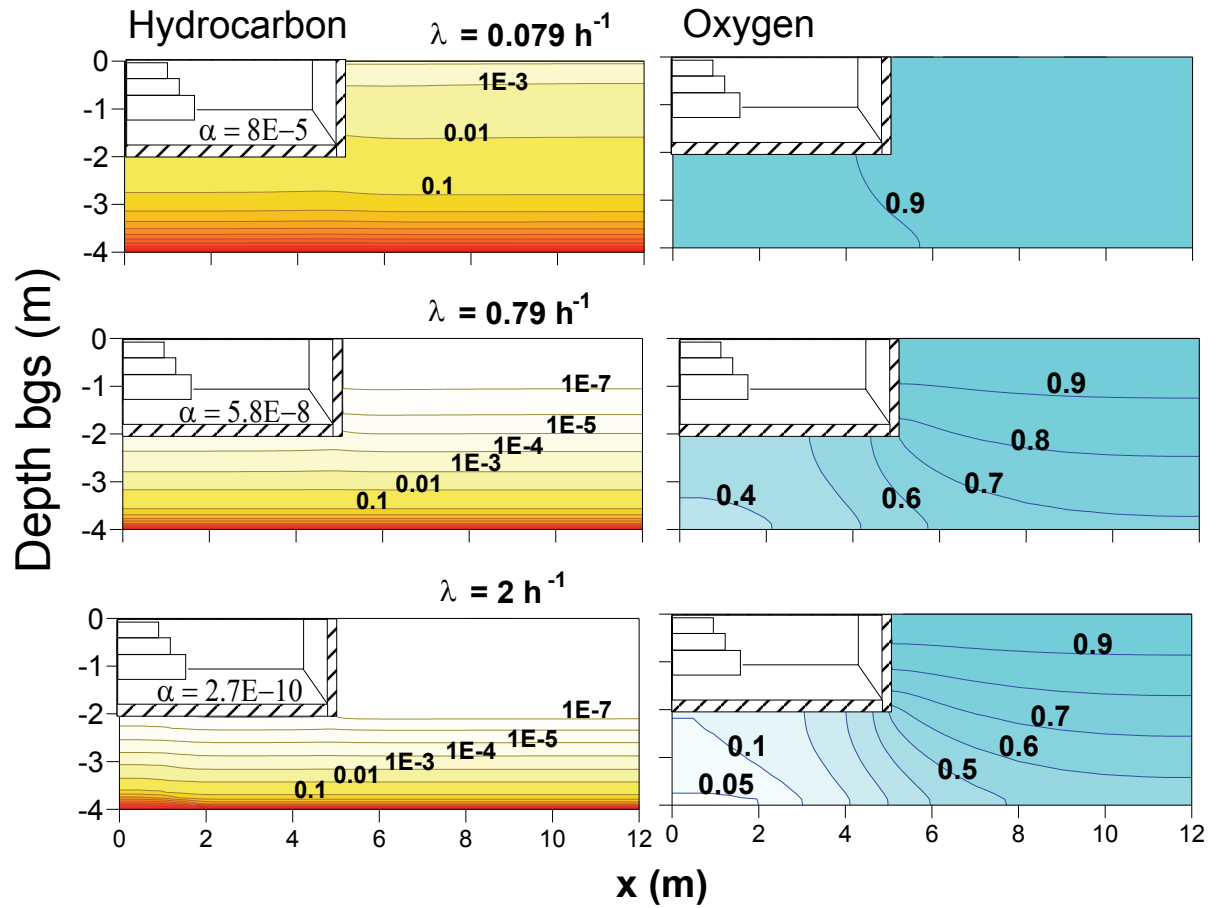 Hydrocarbon
Oxygen
λ = 0.079 h⁻¹
0
-1
-2
-3
-4
α = 8E–5
1E-3
0.01
0.1
0.9
λ = 0.79 h⁻¹
Depth bgs (m)
0
-1
-2
-3
-4
α = 5.8E–8
1E-7
1E-5
1E-4
1E-3
0.01
0.1
0.9
0.8
0.7
0.6
0.4
λ = 2 h⁻¹
0
-1
-2
-3
-4
α = 2.7E–10
1E-7
1E-5
1E-4
1E-3
0.01
0.1
0.9
0.7
0.6
0.5
0.1
0.05
0 2 4 6 8 10 12
0 2 4 6 8 10 12
x (m)